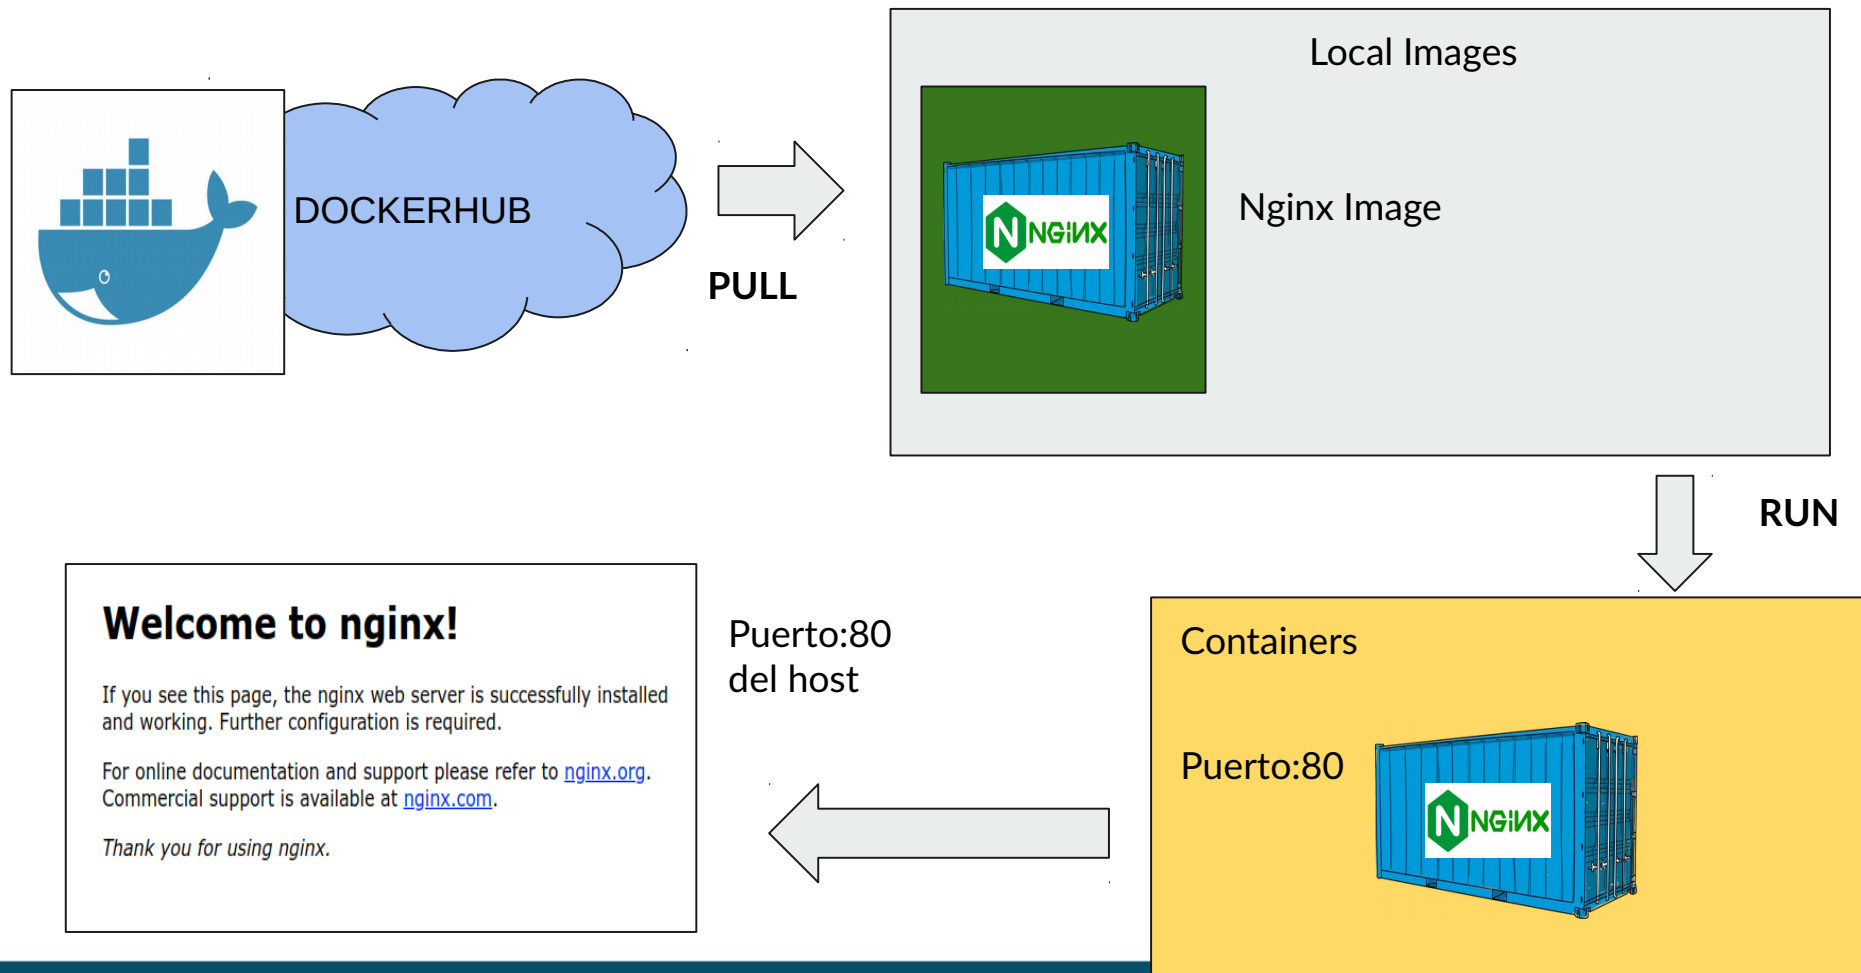 Local Images
DOCKERHUB
NGINX
Nginx Image
PULL
RUN
Welcome to nginx!
If you see this page, the nginx web server is successfully installed
and working. Further configuration is required.
For online documentation and support please refer to nginx.org.
Commercial support is available at nginx.com.
Thank you for using nginx.
Puerto:80
del host
Containers
Puerto:80
NGINX